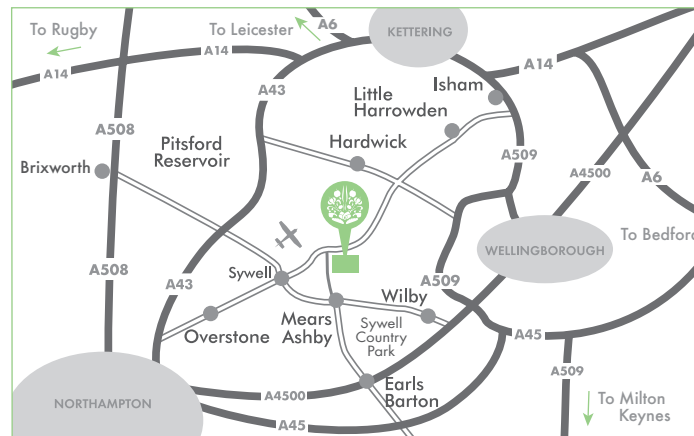 To Rugby
A14
To Leicester
A6
A14
KETTERING
A14
A43
A508
Little
Harrowden
Isham
Pitsford
Reservoir
Hardwick
A509
A4500
A6
Brixworth
To Bedford
WELLINGBOROUGH
A508
A43
Sywell
A509
Wilby
Overstone
Mears
Ashby
Sywell
Country
Park
A45
A509
Earls
Barton
A4500
A45
NORTHAMPTON
To Milton
Keynes